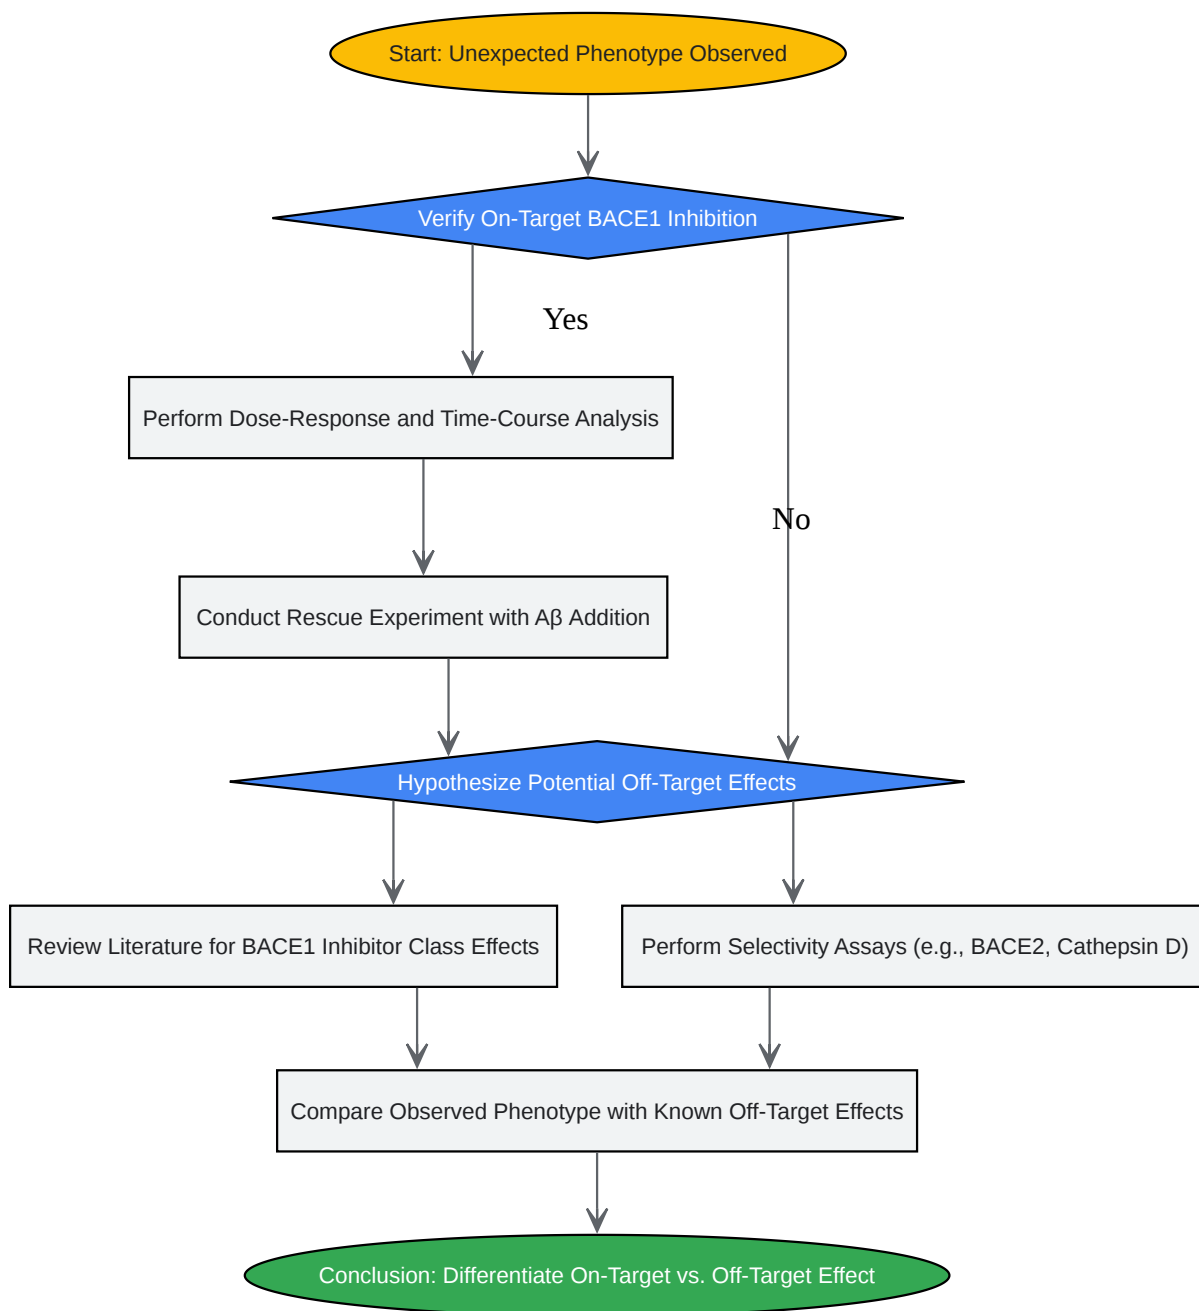 Start: Unexpected Phenotype Observed
Verify On-Target BACE1 Inhibition
Yes
Perform Dose-Response and Time-Course Analysis
No
Conduct Rescue Experiment with Aβ Addition
Hypothesize Potential Off-Target Effects
Review Literature for BACE1 Inhibitor Class Effects
Perform Selectivity Assays (e.g., BACE2, Cathepsin D)
Compare Observed Phenotype with Known Off-Target Effects
Conclusion: Differentiate On-Target vs. Off-Target Effect